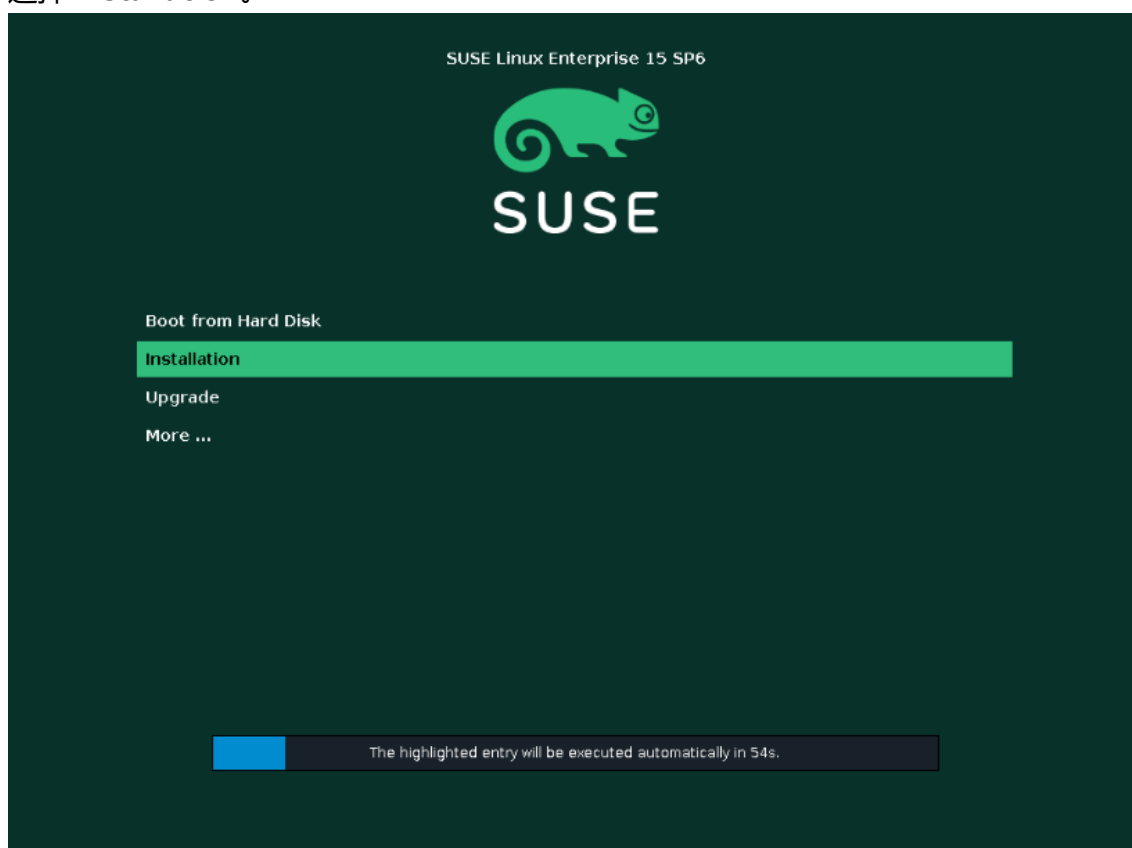 SUSE Linux Enterprise 15 SP6
SUSE
Boot from Hard Disk
Installation
Upgrade
More ...
The highlighted entry will be executed automatically in 54s.